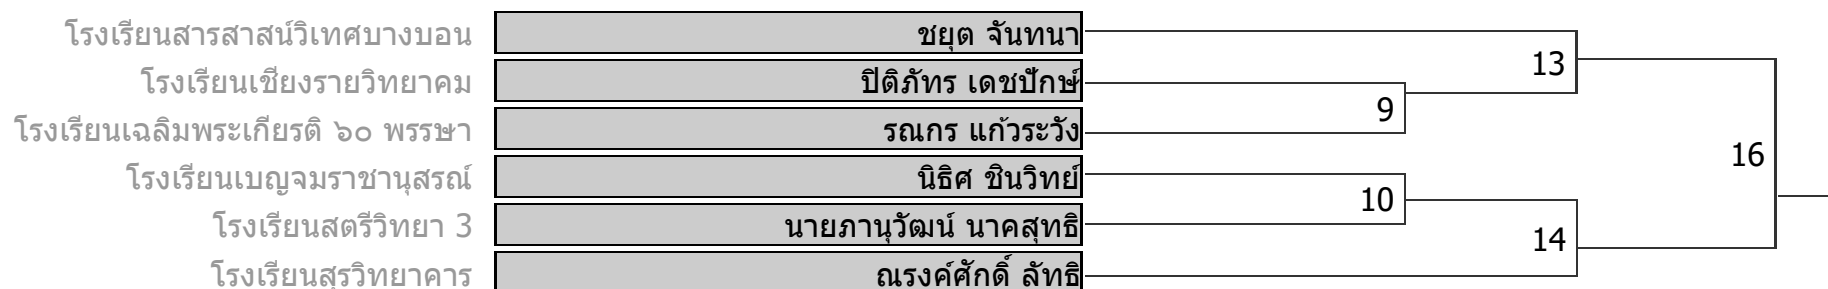 โรงเรียนสารสาสน์วิเทศบางบอน ชยุต จันทนา
13
โรงเรียนเชียงรายวิทยาคม ปิติภัทร เดชปักษ์
9
โรงเรียนเฉลิมพระเกียรติ ๖๐ พรรษา รณกร แก้วระวัง
16
โรงเรียนเบญจมราชานุสรณ์ นิธิศ ชินวิทย์
10
โรงเรียนสตรีวิทยา 3 นายภานุวัฒน์ นาคสุทธิ
14
โรงเรียนสุรวิทยาคาร ณรงค์ศักดิ์ ลัทธิ